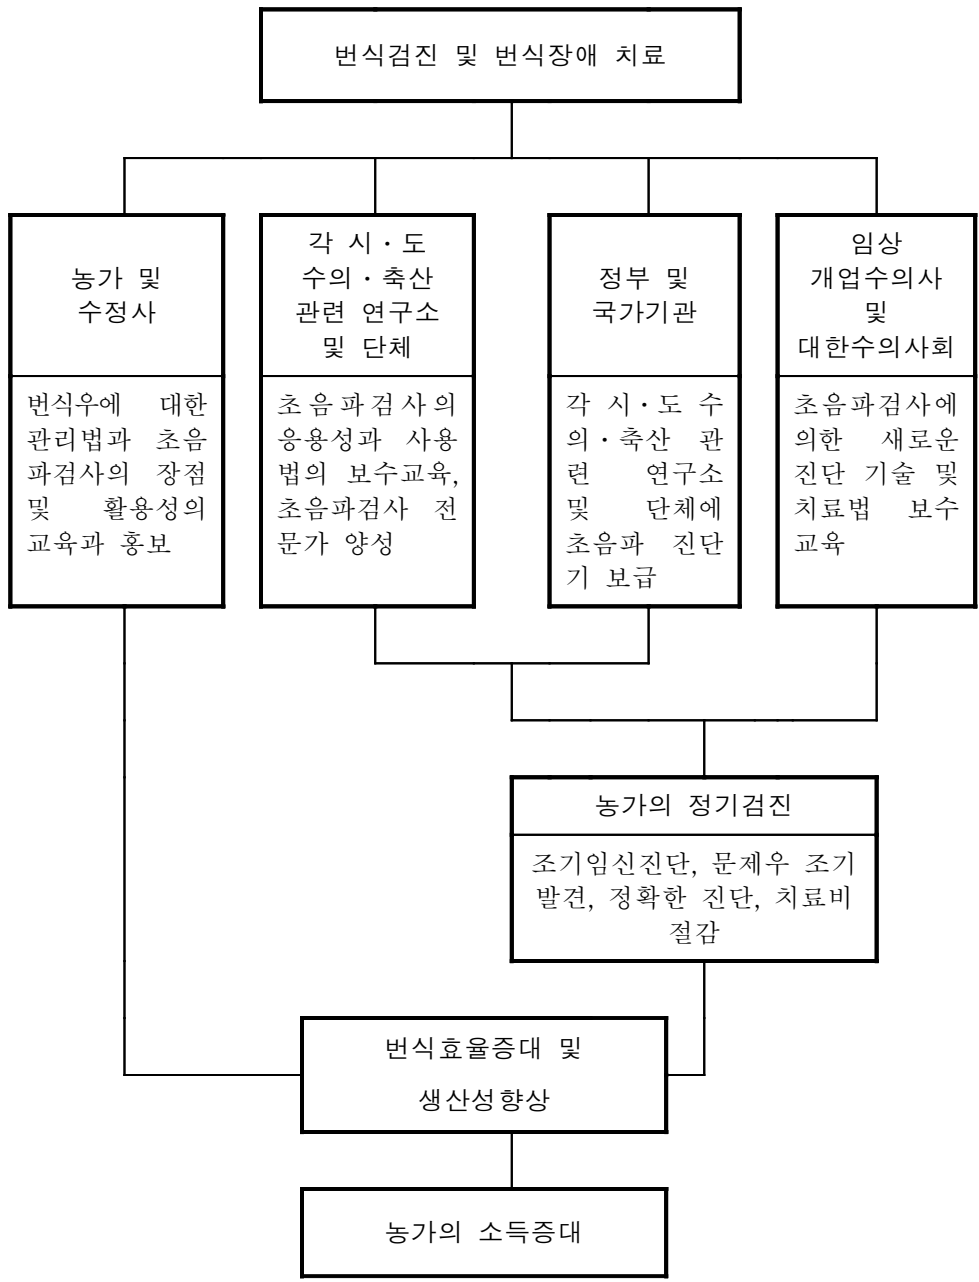 번식검진 및 번식장애 치료
농가 및
수정사
번식우에 대한
관리법과 초음
파검사의 장점
및 활용성의
교육과 홍보
각 시·도
수의·축산
관련 연구소
및 단체
초음파검사의
응용성과 사용
법의 보수교육,
초음파검사 전
문가 양성
정부 및
국가기관
각 시·도 수
의·축산 관
련 연구소
및 단체에
초음파 진단
기 보급
임상
개업수의사
및
대한수의사회
초음파검사에
의한 새로운
진단 기술 및
치료법 보수
교육
농가의 정기검진
조기임신진단, 문제우 조기
발견, 정확한 진단, 치료비
절감
번식효율증대 및
생산성향상
농가의 소득증대